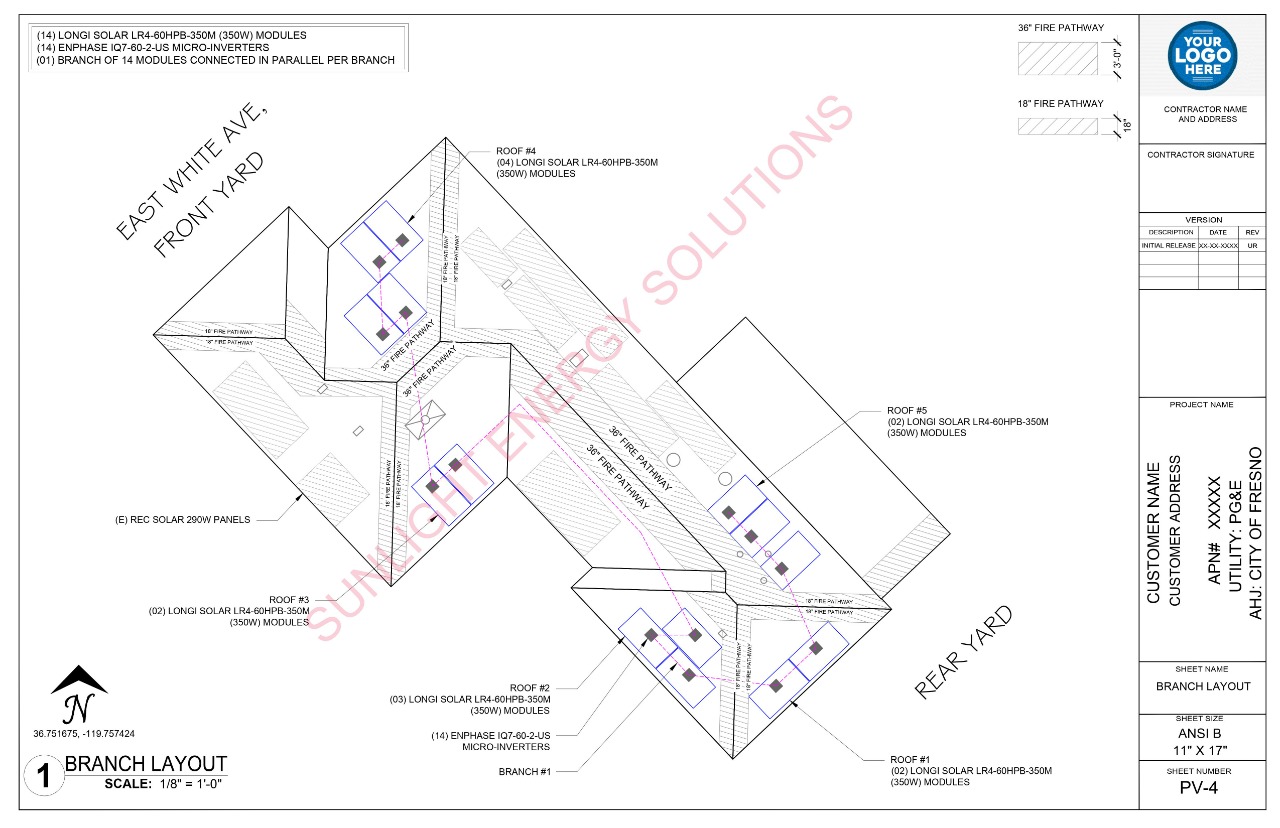 (14) LONGI SOLAR LR4-60HPB-350M (350W) MODULES
(14) ENPHASE IQ7-60-2-US MICRO-INVERTERS
(01) BRANCH OF 14 MODULES CONNECTED IN PARALLEL PER BRANCH
36" FIRE PATHWAY
3'-0"
18" FIRE PATHWAY
18"
EAST WHITE AVE,
FRONT YARD
ROOF #4
(04) LONGI SOLAR LR4-60HPB-350M
(350W) MODULES
18" FIRE PATHWAY
18" FIRE PATHWAY
18" FIRE PATHWAY
18" FIRE PATHWAY
36" FIRE PATHWAY
36" FIRE PATHWAY
SUNLIGHT ENERGY SOLUTIONS
ROOF #5
(02) LONGI SOLAR LR4-60HPB-350M
(350W) MODULES
36" FIRE PATHWAY
36" FIRE PATHWAY
18" FIRE PATHWAY
18" FIRE PATHWAY
(E) REC SOLAR 290W PANELS
ROOF #3
(02) LONGI SOLAR LR4-60HPB-350M
(350W) MODULES
18" FIRE PATHWAY
18" FIRE PATHWAY
18" FIRE PATHWAY
18" FIRE PATHWAY
REAR YARD
ROOF #2
(03) LONGI SOLAR LR4-60HPB-350M
(350W) MODULES
(14) ENPHASE IQ7-60-2-US
MICRO-INVERTERS
BRANCH #1
ROOF #1
(02) LONGI SOLAR LR4-60HPB-350M
(350W) MODULES
N
36.751675, -119.757424
1
BRANCH LAYOUT
SCALE: 1/8" = 1'-0"
YOUR
LOGO
HERE
CONTRACTOR NAME
AND ADDRESS
CONTRACTOR SIGNATURE
VERSION
DESCRIPTION DATE REV
INITIAL RELEASE XX-XX-XXXX UR
PROJECT NAME
CUSTOMER NAME
CUSTOMER ADDRESS
APN# XXXXX
UTILITY: PG&E
AHJ: CITY OF FRESNO
SHEET NAME
BRANCH LAYOUT
SHEET SIZE
ANSI B
11" X 17"
SHEET NUMBER
PV-4